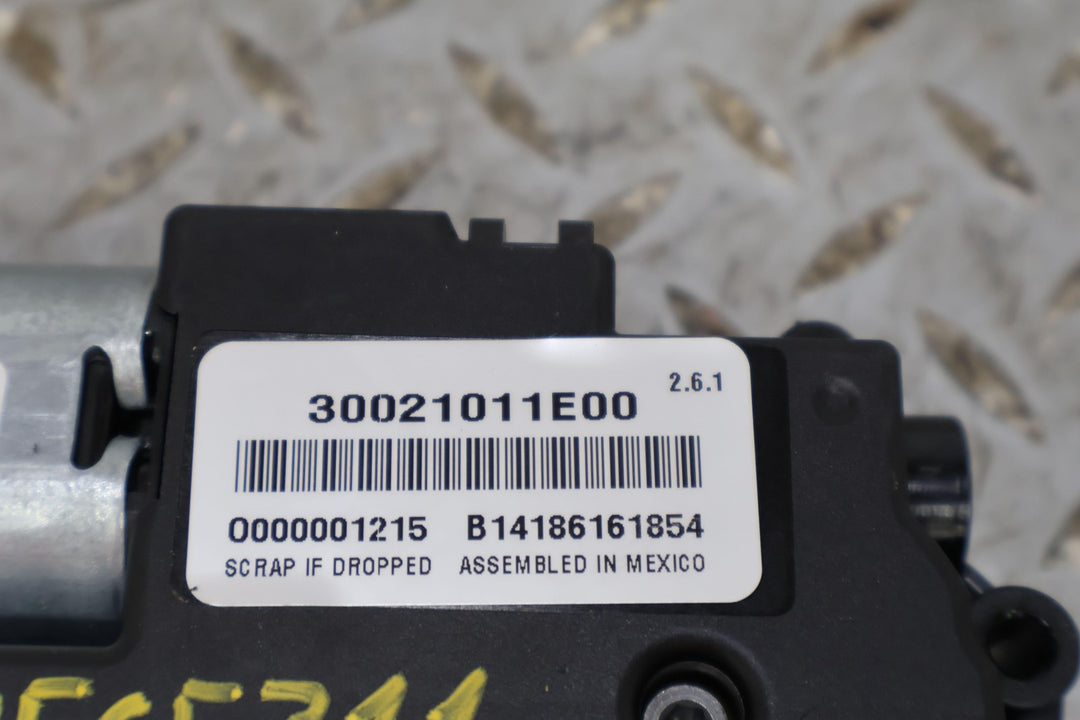 2.6.1
30021011E00
0000001215 B14186161854
SCRAP IF DROPPED ASSEMBLED IN MEXICO